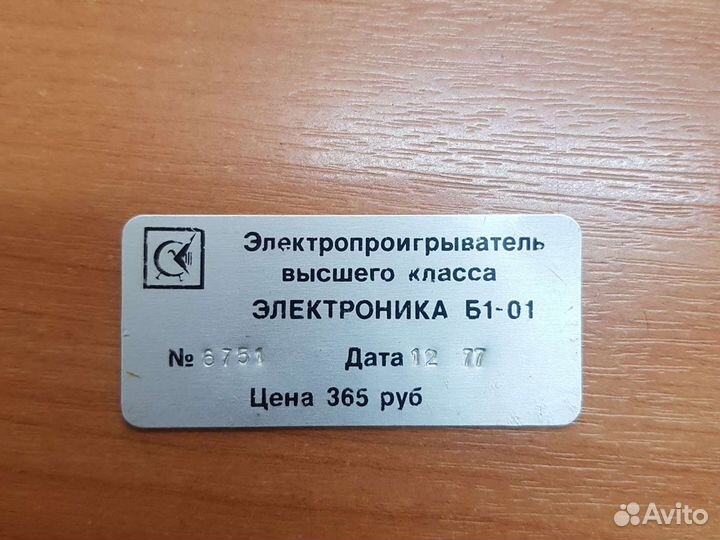 Электропроигрыватель
высшего класса
ЭЛЕКТРОНИКА Б1-01
№ 6751 Дата 12 77
Цена 365 руб
Avito